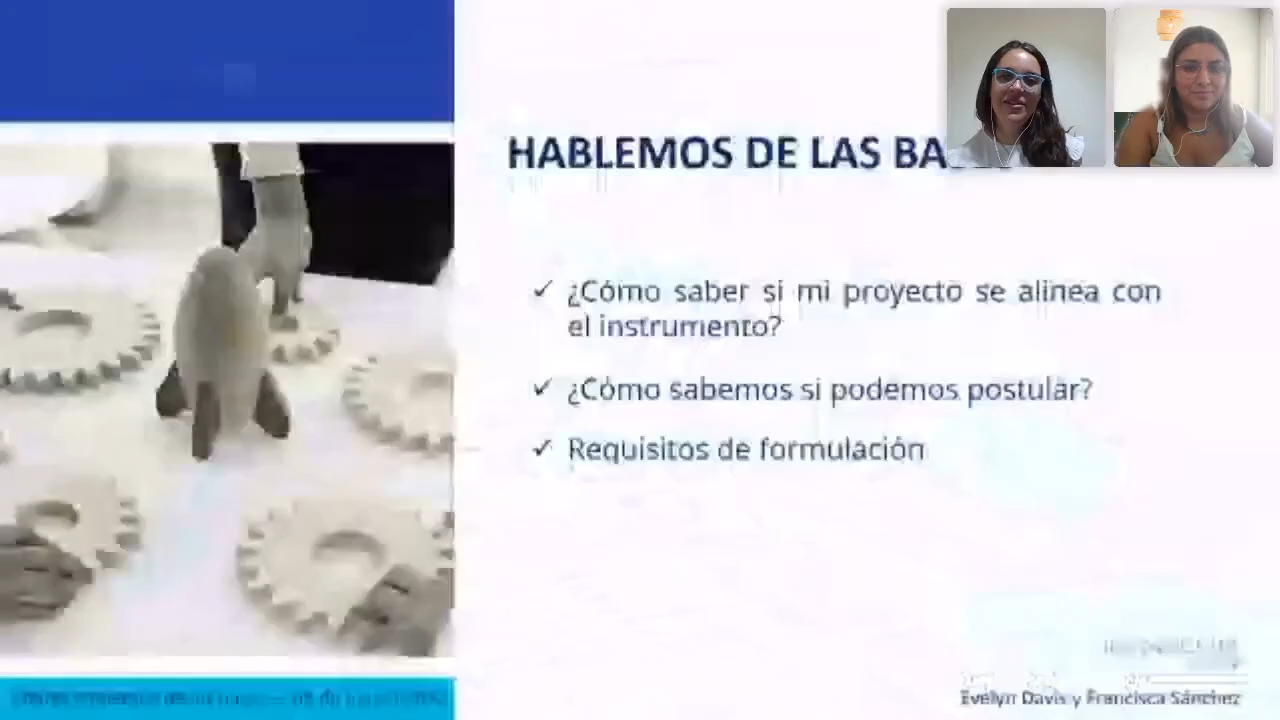 HABLEMOS DE LAS BA
✓ ¿Cómo saber si mi proyecto se alinea con
el instrumento?
✓ ¿Cómo sabemos si podemos postular?
✓ Requisitos de formulación
Evelyn Davis y Francisca Sánchez